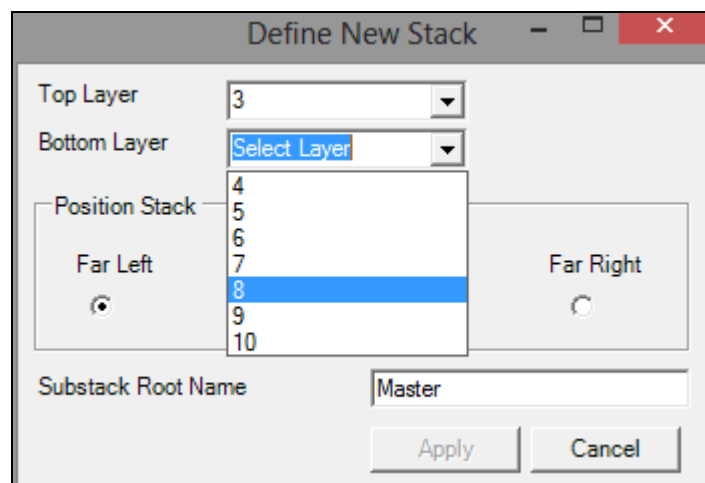 Define New Stack
Top Layer 3
Bottom Layer Select Layer
4
Position Stack 5
6
Far Left 7 Far Right
8
9
10
Substack Root Name Master
Apply Cancel